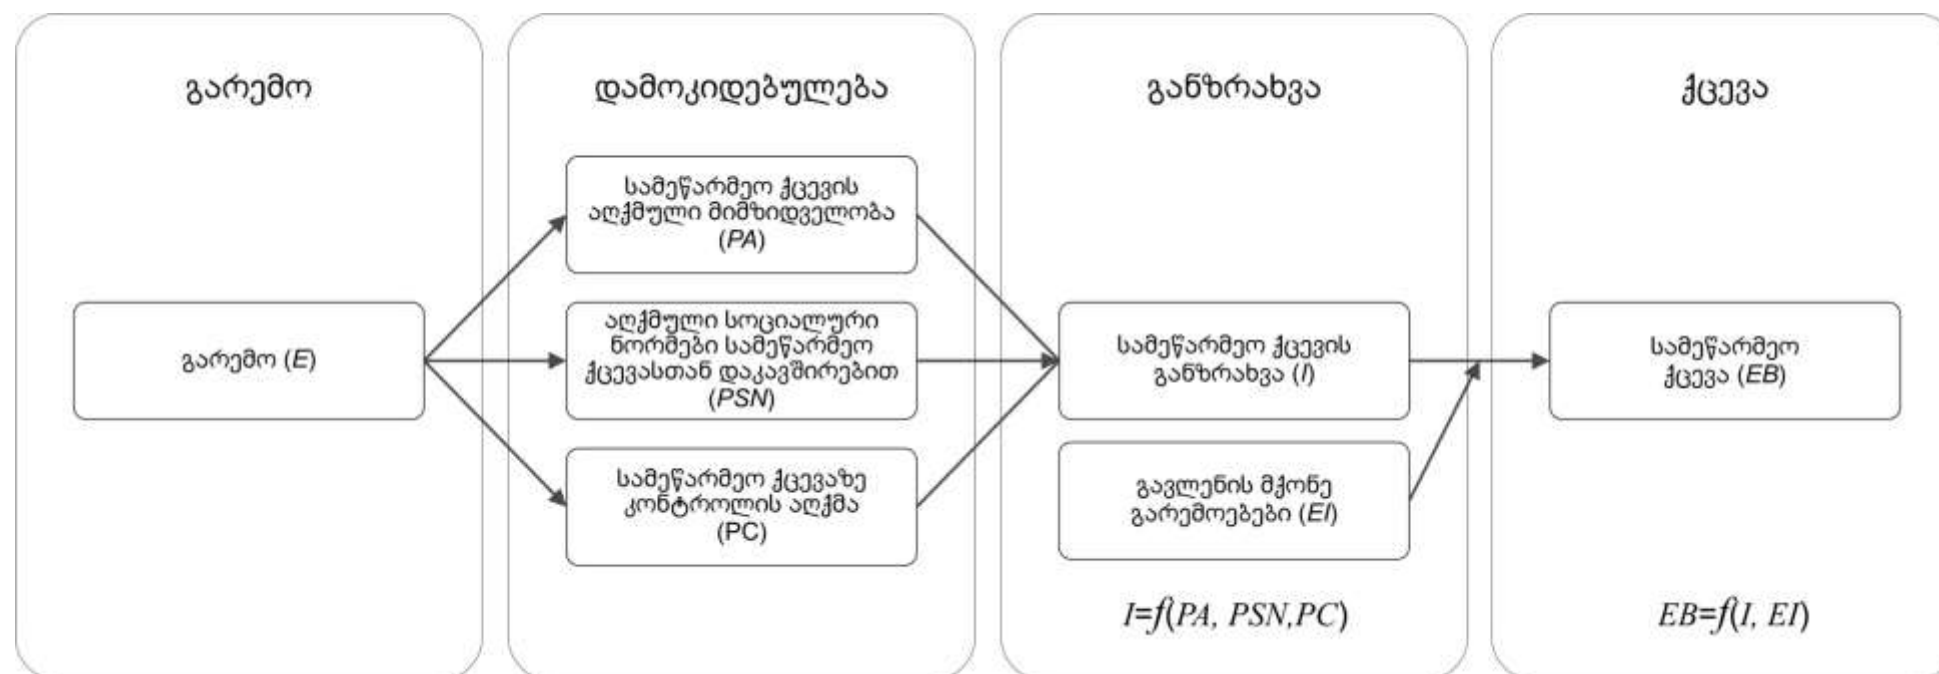 გარემო
გარემო (E)
დამოკიდებულება
სამეწარმეო ქცევის
აღქმული მიმზიდველობა
(PA)
აღქმული სოციალური
ნორმები სამეწარმეო
ქცევასთან დაკავშირებით
(PSN)
სამეწარმეო ქცევაზე
კონტროლის აღქმა
(PC)
განზრახვა
სამეწარმეო ქცევის
განზრახვა (I)
გავლენის მქონე
გარემოებები (EI)
I=f(PA, PSN,PC)
ქცევა
სამეწარმეო
ქცევა (EB)
EB=f(I, EI)